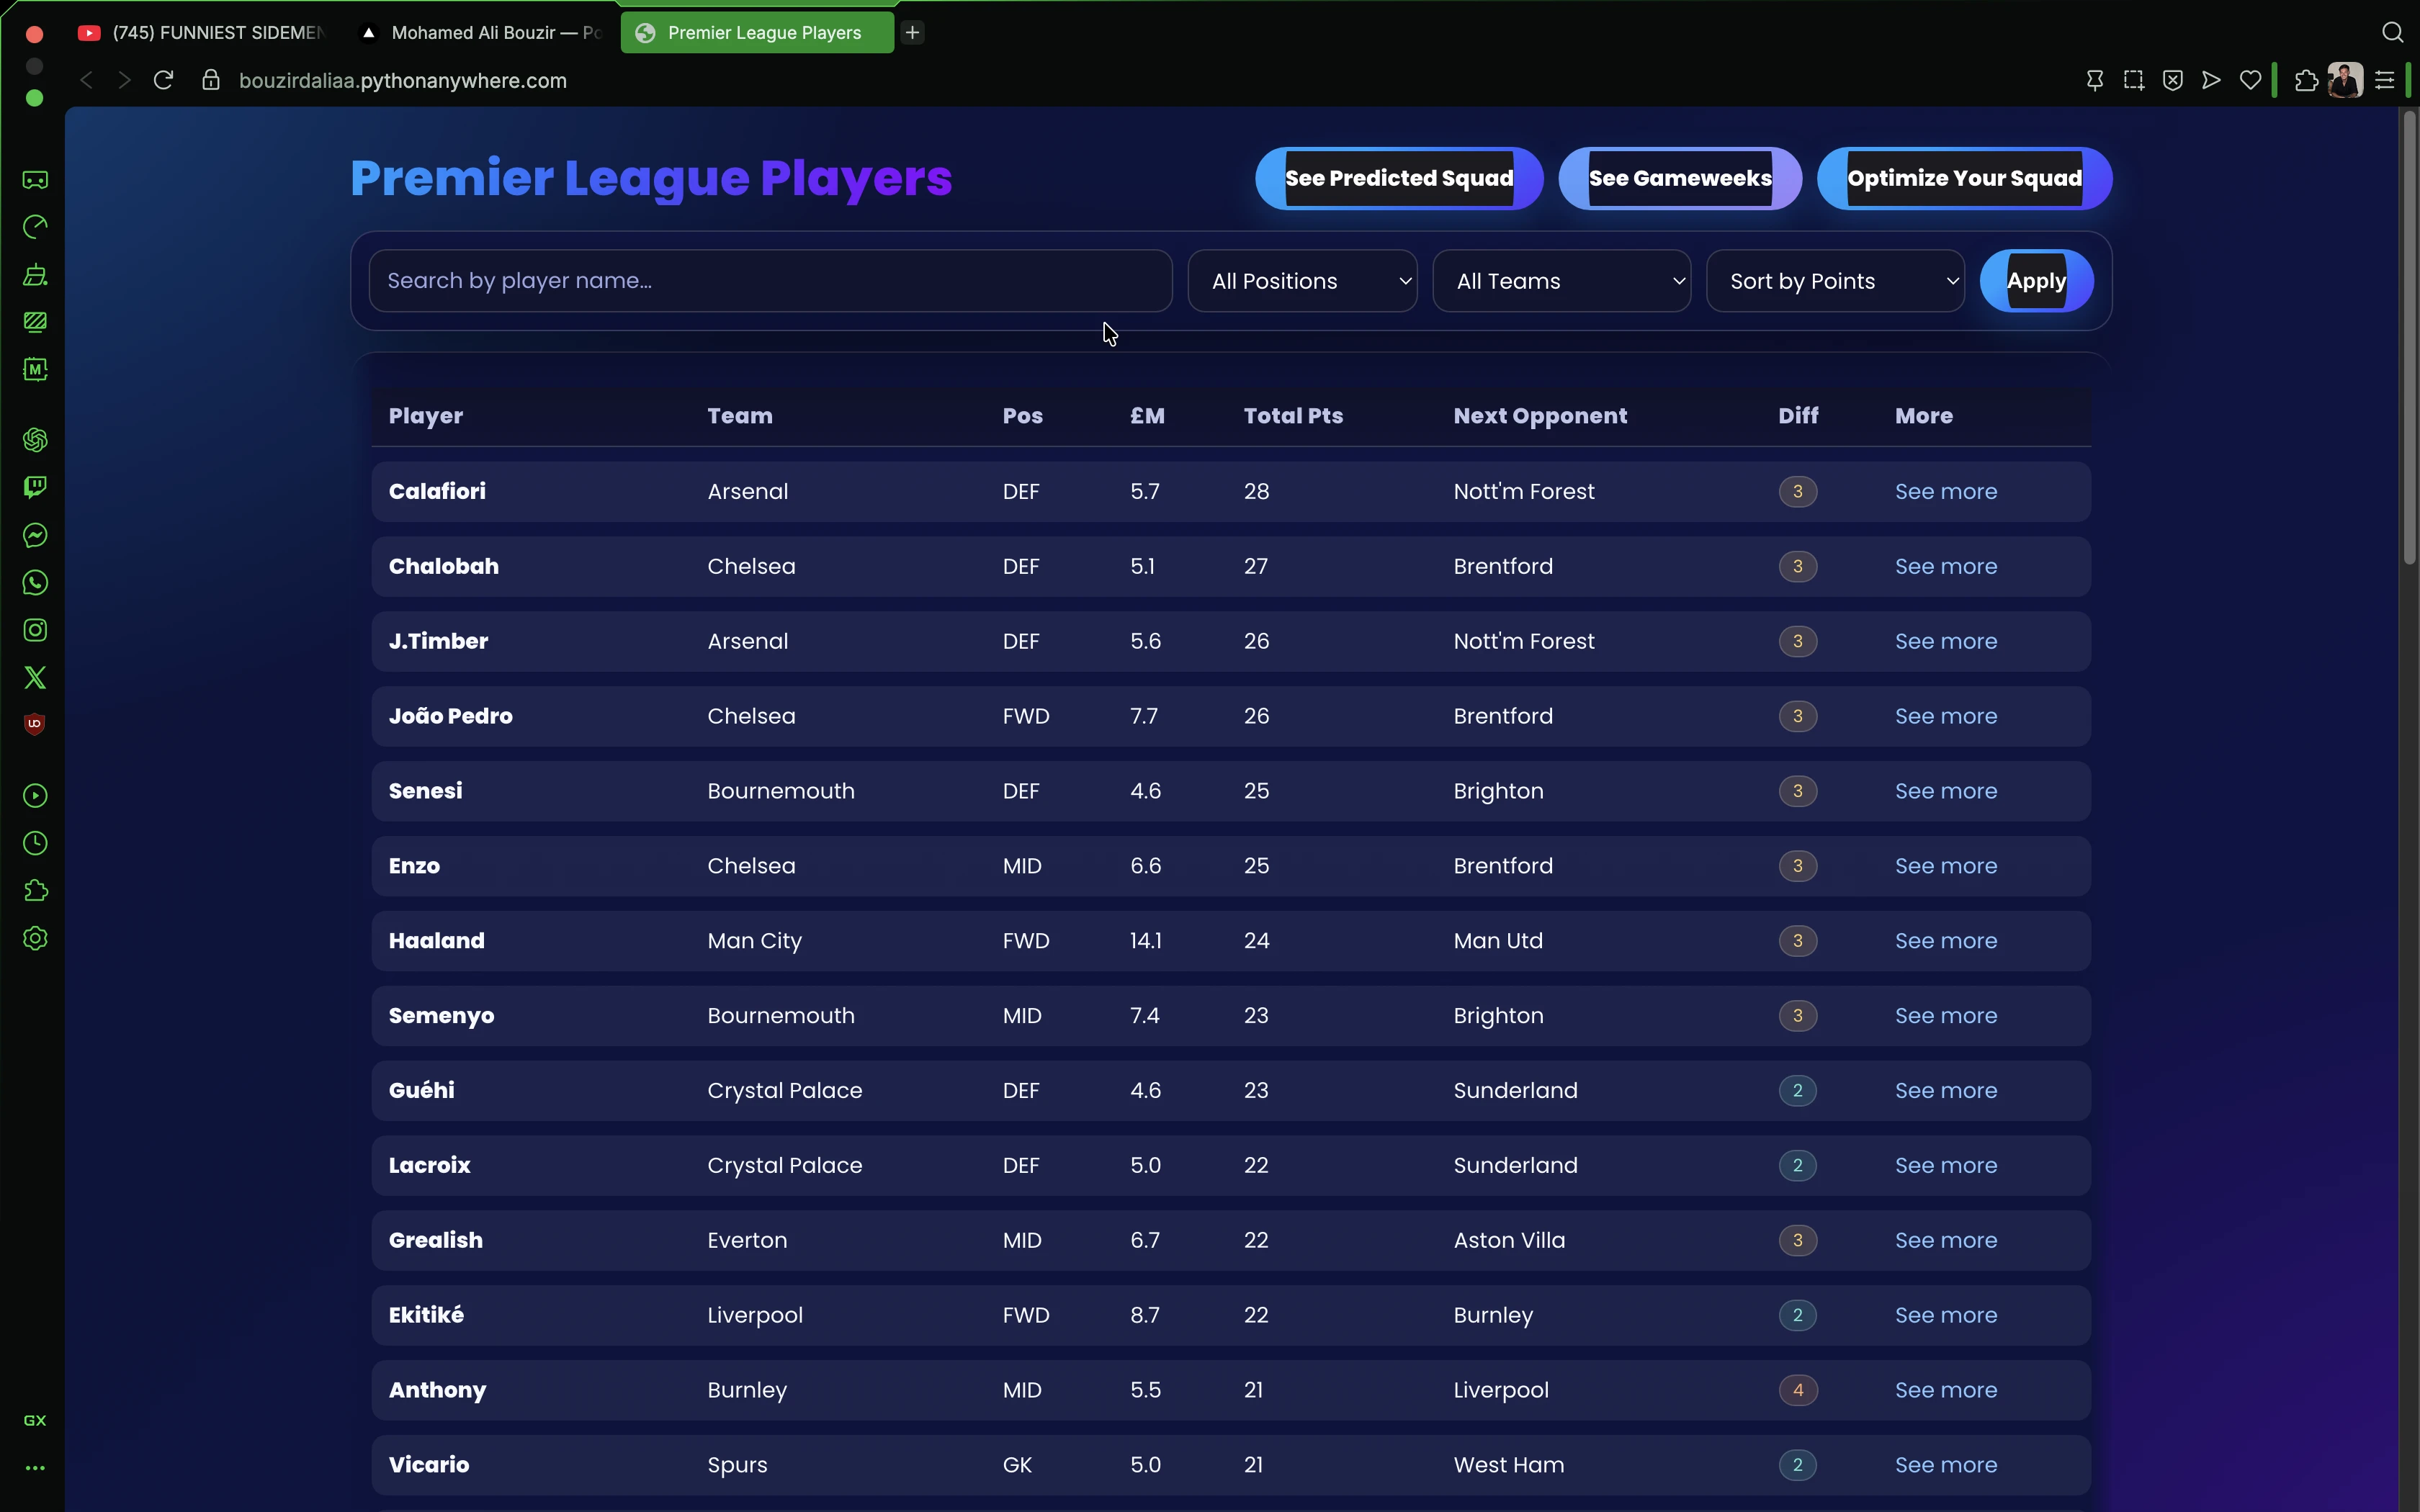 (745) FUNNIEST SIDEMEN
Mohamed Ali Bouzir — Po
Premier League Players
bouzirdaliaa.pythonanywhere.com
Premier League Players
See Predicted Squad
See Gameweeks
Optimize Your Squad
Search by player name...
All Positions
All Teams
Sort by Points
Apply
Player Team Pos £M Total Pts Next Opponent Diff More
Calafiori Arsenal DEF 5.7 28 Nott'm Forest 3 See more
Chalobah Chelsea DEF 5.1 27 Brentford 3 See more
J.Timber Arsenal DEF 5.6 26 Nott'm Forest 3 See more
João Pedro Chelsea FWD 7.7 26 Brentford 3 See more
Senesi Bournemouth DEF 4.6 25 Brighton 3 See more
Enzo Chelsea MID 6.6 25 Brentford 3 See more
Haaland Man City FWD 14.1 24 Man Utd 3 See more
Semenyo Bournemouth MID 7.4 23 Brighton 3 See more
Guéhi Crystal Palace DEF 4.6 23 Sunderland 2 See more
Lacroix Crystal Palace DEF 5.0 22 Sunderland 2 See more
Grealish Everton MID 6.7 22 Aston Villa 3 See more
Ekitiké Liverpool FWD 8.7 22 Burnley 2 See more
Anthony Burnley MID 5.5 21 Liverpool 4 See more
Vicario Spurs GK 5.0 21 West Ham 2 See more
M
UO
GX